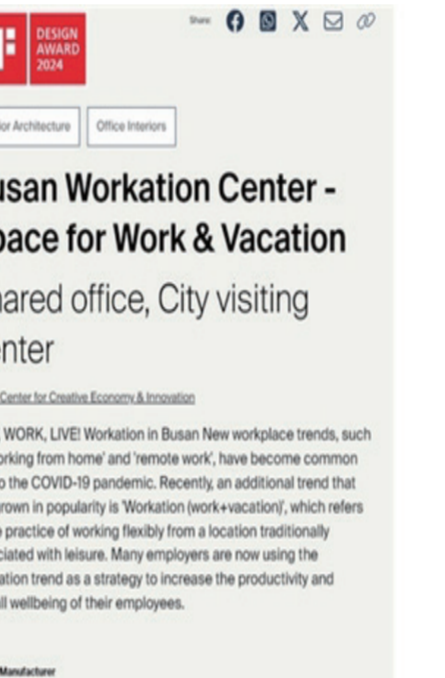 DESIGN
AWARD
2024
Share:
ior Architecture
Office Interiors
usan Workation Center -
pace for Work & Vacation
hared office, City visiting
enter
Center for Creative Economy & Innovation
, WORK, LIVE! Workation in Busan New workplace trends, such
orking from home' and 'remote work', have become common
o the COVID-19 pandemic. Recently, an additional trend that
rown in popularity is 'Workation (work+vacation)', which refers
e practice of working flexibly from a location traditionally
ciated with leisure. Many employers are now using the
ation trend as a strategy to increase the productivity and
ll wellbeing of their employees.
Manufacturer